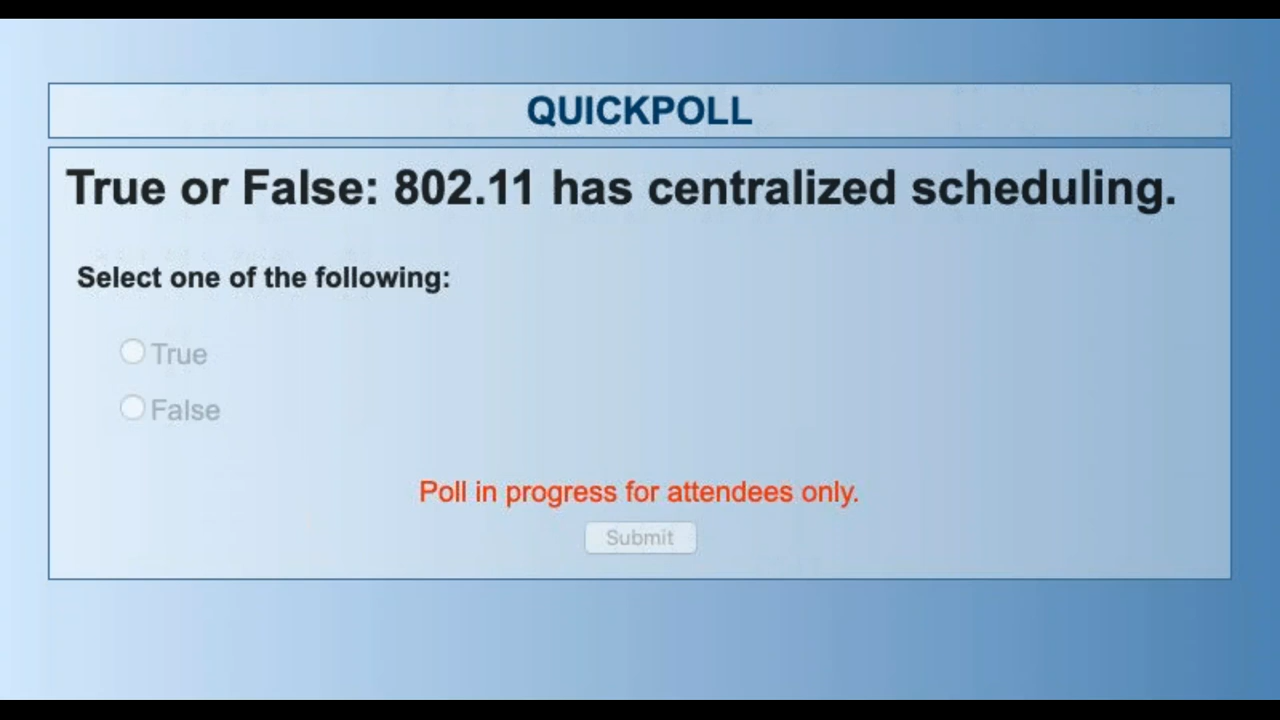 QUICKPOLL
True or False: 802.11 has centralized scheduling.
Select one of the following:
True
False
Poll in progress for attendees only.
Submit